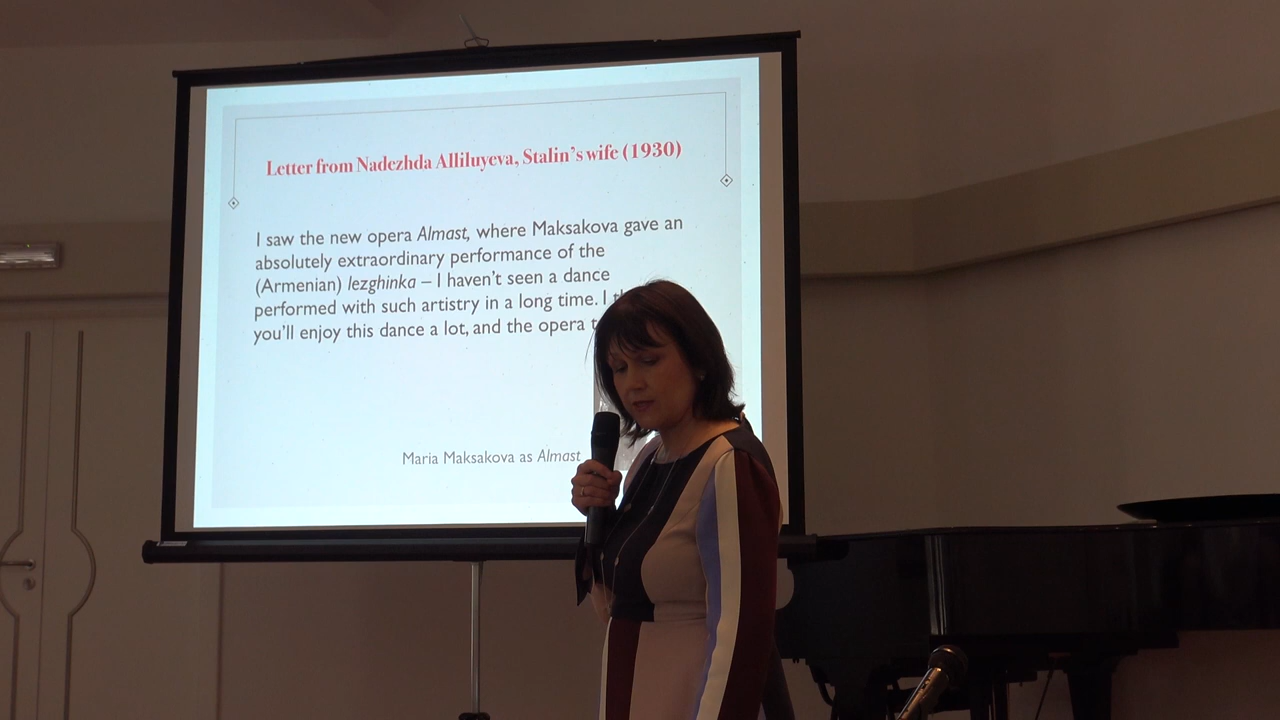 Letter from Nadezhda Alliluyeva, Stalin's wife (1930)
I saw the new opera Almast, where Maksakova gave an
absolutely extraordinary performance of the
(Armenian) lezghinka – I haven't seen a dance
performed with such artistry in a long time. I
you'll enjoy this dance a lot, and the opera
Maria Maksakova as Almast